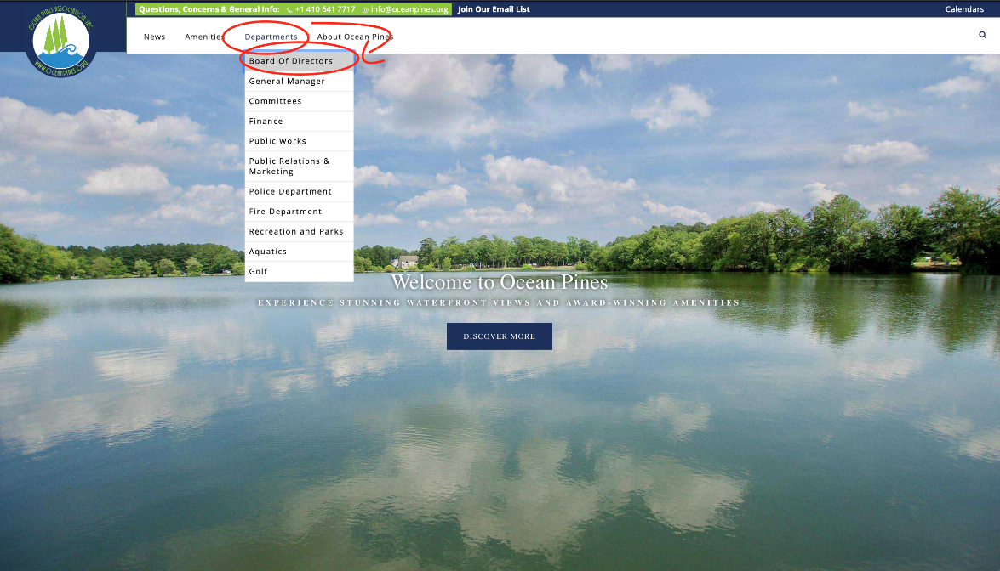 OCEAN PINES ASSOCIATION, INC.
WWW.OCEANPINES.ORG
Questions, Concerns & General Info: +1 410 641 7717 info@oceanpines.org Join Our Email List Calendars
News Amenities Departments About Ocean Pines
Board Of Directors
General Manager
Committees
Finance
Public Works
Public Relations &
Marketing
Police Department
Fire Department
Recreation and Parks
Aquatics
Golf
Welcome to Ocean Pines
EXPERIENCE STUNNING WATERFRONT VIEWS AND AWARD-WINNING AMENITIES
DISCOVER MORE